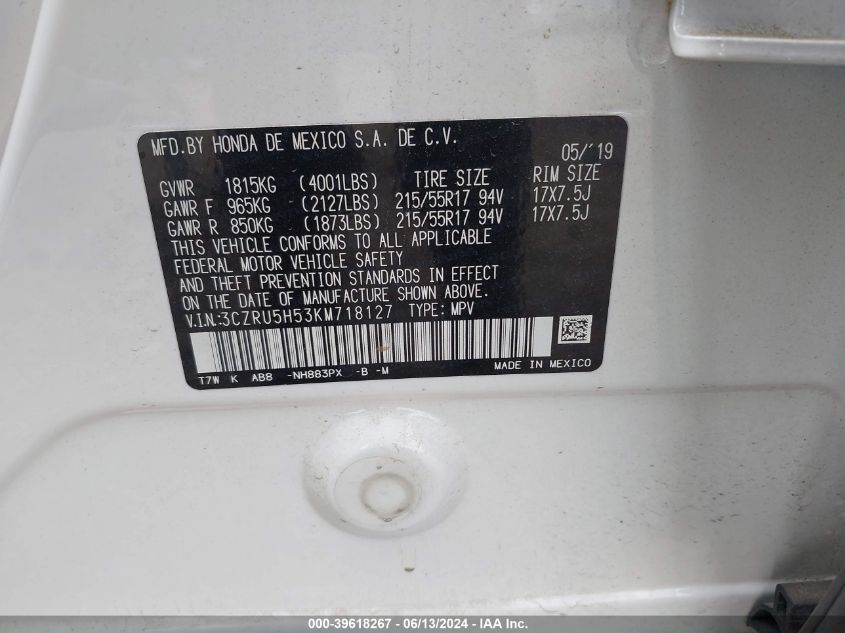 MFD.BY HONDA DE MEXICO S.A. DE C.V.
05/'19
GVWR 1815KG (4001LBS) TIRE SIZE RIM SIZE
GAWR F 965KG (2127LBS) 215/55R17 94V 17X7.5J
GAWR R 850KG (1873LBS) 215/55R17 94V 17X7.5J
THIS VEHICLE CONFORMS TO ALL APPLICABLE
FEDERAL MOTOR VEHICLE SAFETY
AND THEFT PREVENTION STANDARDS IN EFFECT
ON THE DATE OF MANUFACTURE SHOWN ABOVE.
V.I.N.:3CZRU5H53KM718127 TYPE: MPV
T7W K AB8 -NH883PX -B -M MADE IN MEXICO
000-39618267 - 06/13/2024 - IAA Inc.